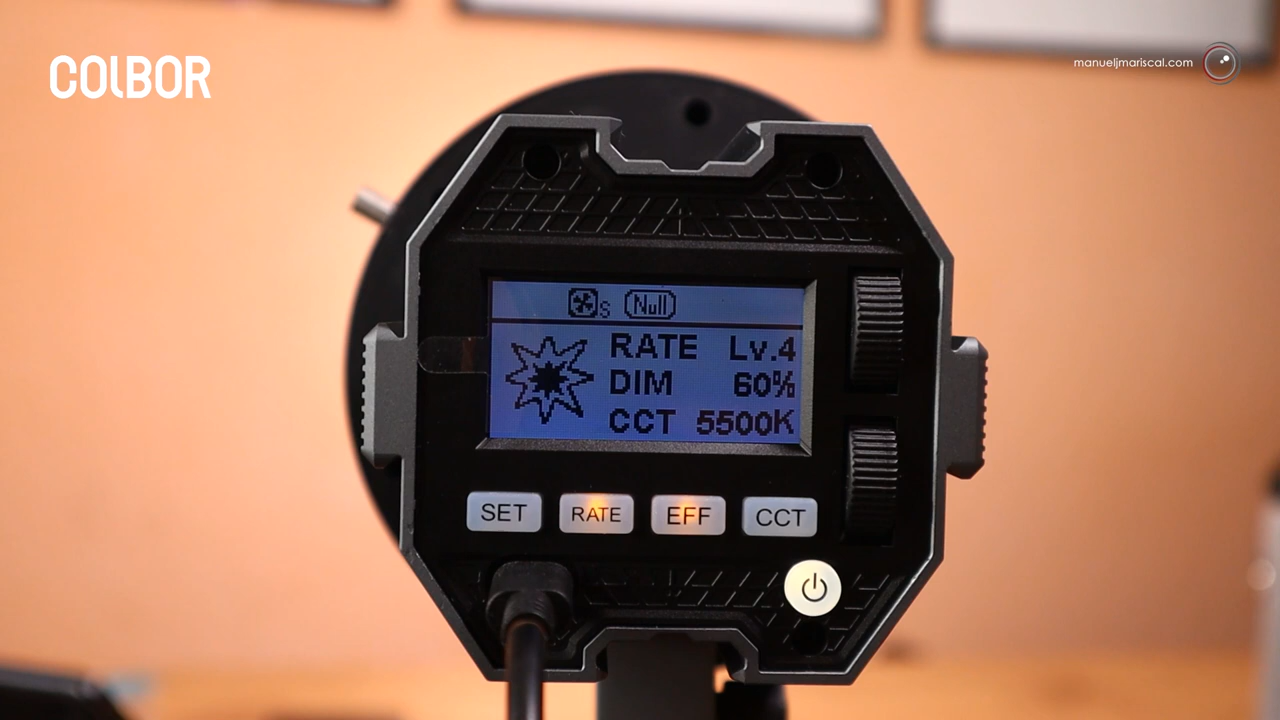 COLBOR
manueljmariscal.com
S Null
RATE Lv.4
DIM 60%
CCT 5500K
SET RATE EFF CCT